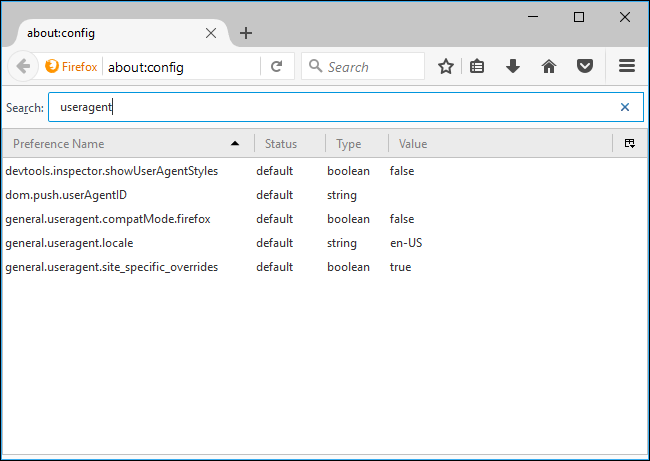 about:config
Firefox about:config Search
Search: useragent
Preference Name Status Type Value
devtools.inspector.showUserAgentStyles default boolean false
dom.push.userAgentID default string
general.useragent.compatMode.firefox default boolean false
general.useragent.locale default string en-US
general.useragent.site_specific_overrides default boolean true